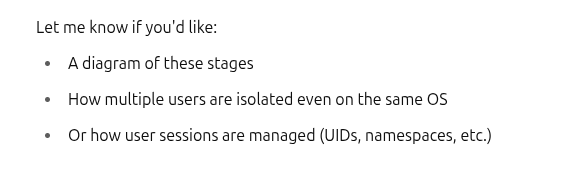 Let me know if you'd like:
• A diagram of these stages
• How multiple users are isolated even on the same OS
• Or how user sessions are managed (UIDs, namespaces, etc.)